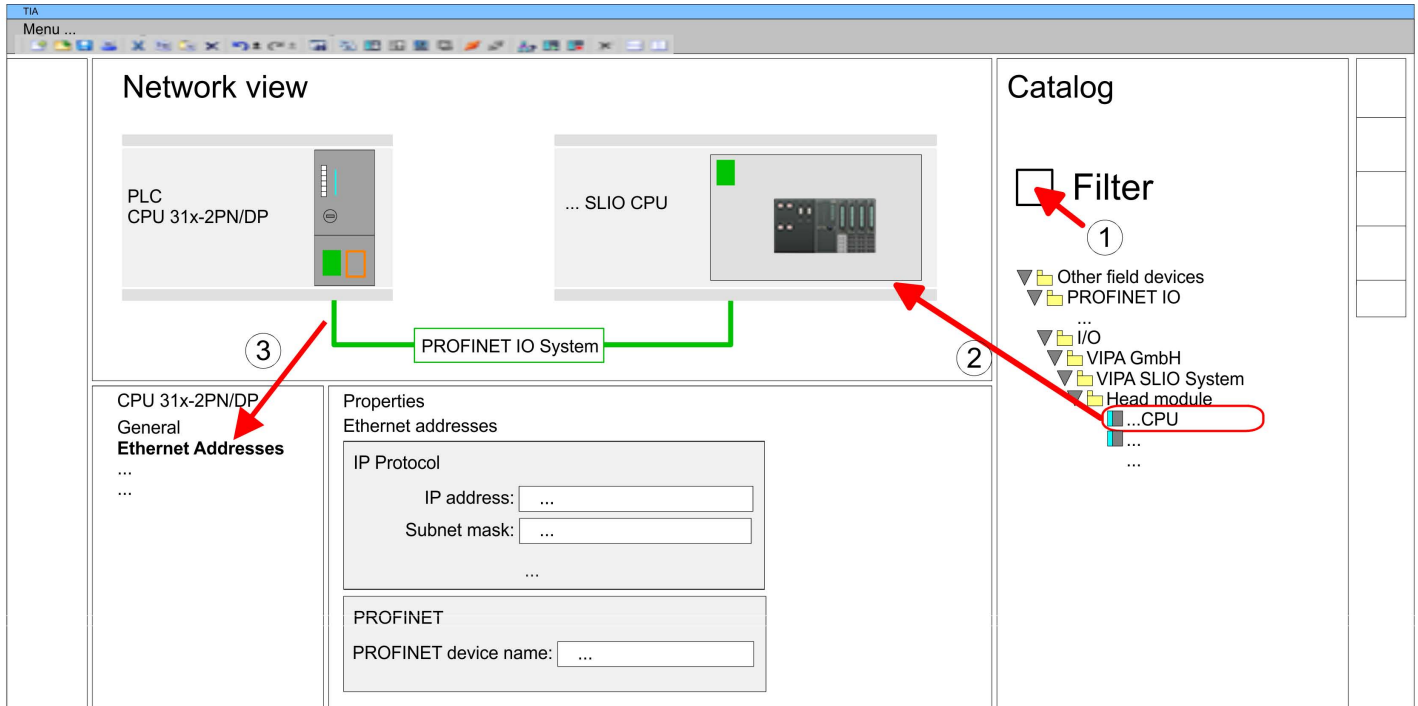 TIA
Menu ...
Network view
PLC
CPU 31x-2PN/DP
... SLIO CPU
PROFINET IO System
3
2
CPU 31x-2PN/DP
General
Ethernet Addresses
...
...
Properties
Ethernet addresses
IP Protocol
IP address: ...
Subnet mask: ...
...
PROFINET
PROFINET device name: ...
Catalog
Filter
1
Other field devices
PROFINET IO
...
I/O
VIPA GmbH
VIPA SLIO System
Head module
...CPU
...
...